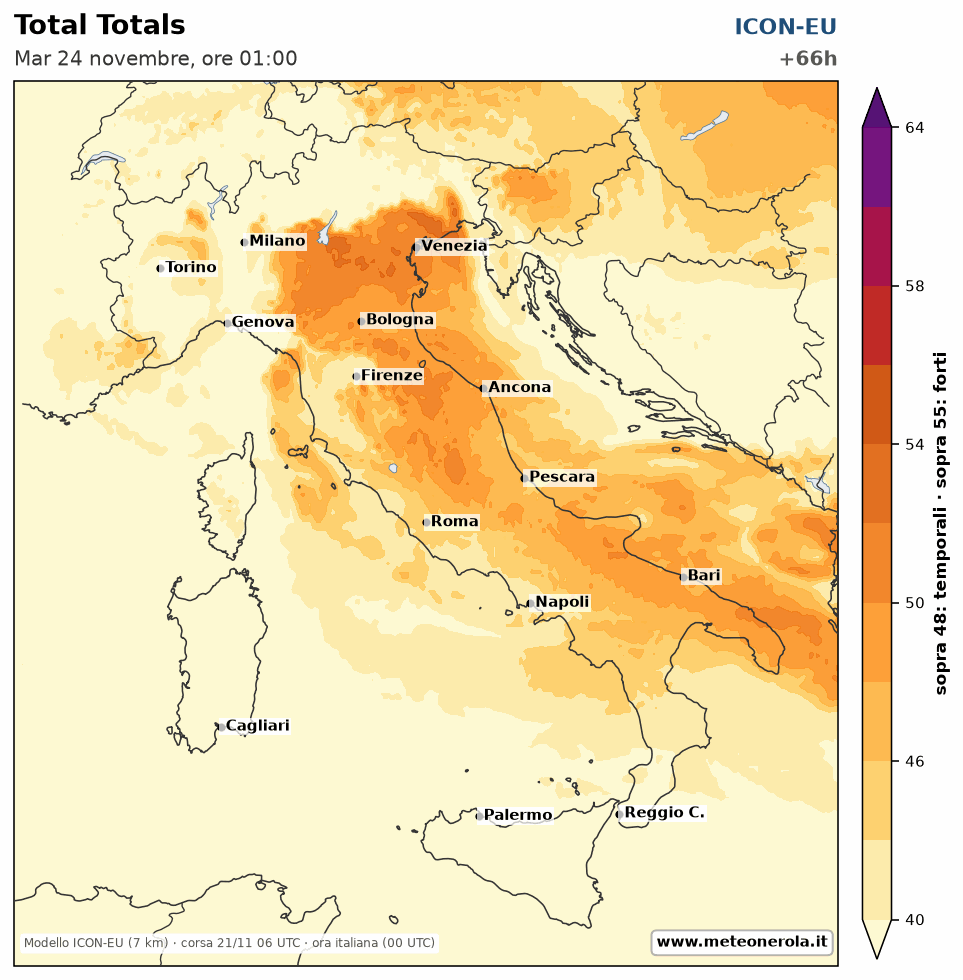 Total Totals
ICON-EU
Mar 24 novembre, ore 01:00
+66h
64
58
54
50
46
40
sopra 48: temporali · sopra 55: forti
Milano
Venezia
Torino
Genova
Bologna
Firenze
Ancona
Pescara
Roma
Bari
Napoli
Cagliari
Palermo
Reggio C.
Modello ICON-EU (7 km) · corsa 21/11 06 UTC · ora italiana (00 UTC)
www.meteonerola.it